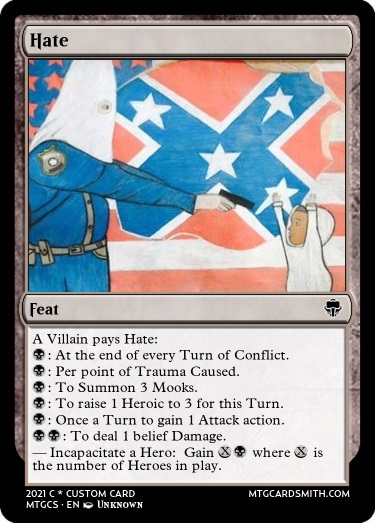 Hate
Feat
A Villain pays Hate:
: At the end of every Turn of Conflict.
: Per point of Trauma Caused.
: To Summon 3 Mooks.
: To raise 1 Heroic to 3 for this Turn.
: Once a Turn to gain 1 Attack action.
: To deal 1 belief Damage.
— Incapacitate a Hero: Gain X where X is
the number of Heroes in play.
2021 C * CUSTOM CARD
MTGCARDSMITH.COM
MTGCS · EN Unknown